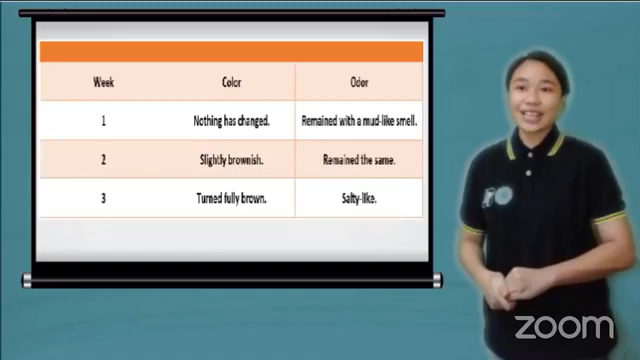 Week Color Odor
1 Nothing has changed. Remained with a mud-like smell.
2 Slightly brownish. Remained the same.
3 Turned fully brown. Salty-like.
zoom